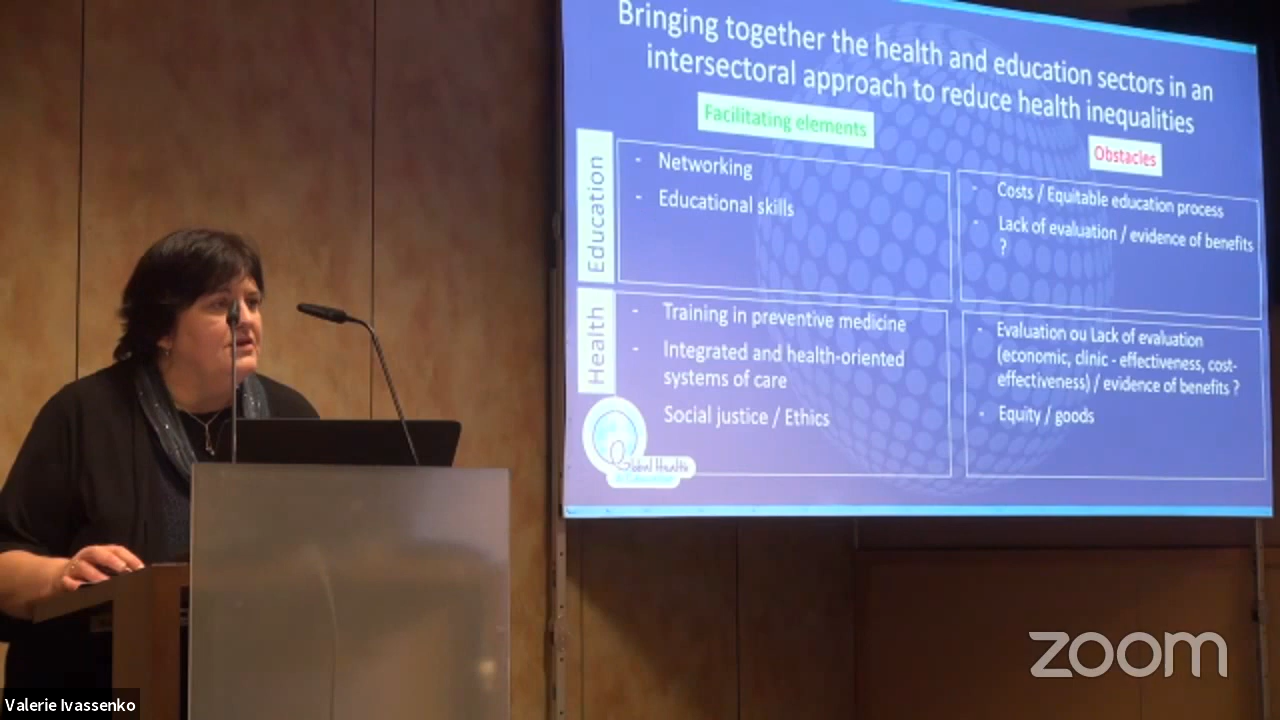 Bringing together the health and education sectors in an
intersectoral approach to reduce health inequalities
Facilitating elements
Obstacles
Education
- Networking
- Educational skills
- Costs / Equitable education process
- Lack of evaluation / evidence of benefits
?
Health
- Training in preventive medicine
- Integrated and health-oriented
systems of care
Social justice / Ethics
- Evaluation ou Lack of evaluation
(economic, clinic - effectiveness, cost-
effectiveness) / evidence of benefits ?
- Equity / goods
Global Health
zoom
Valerie Ivassenko